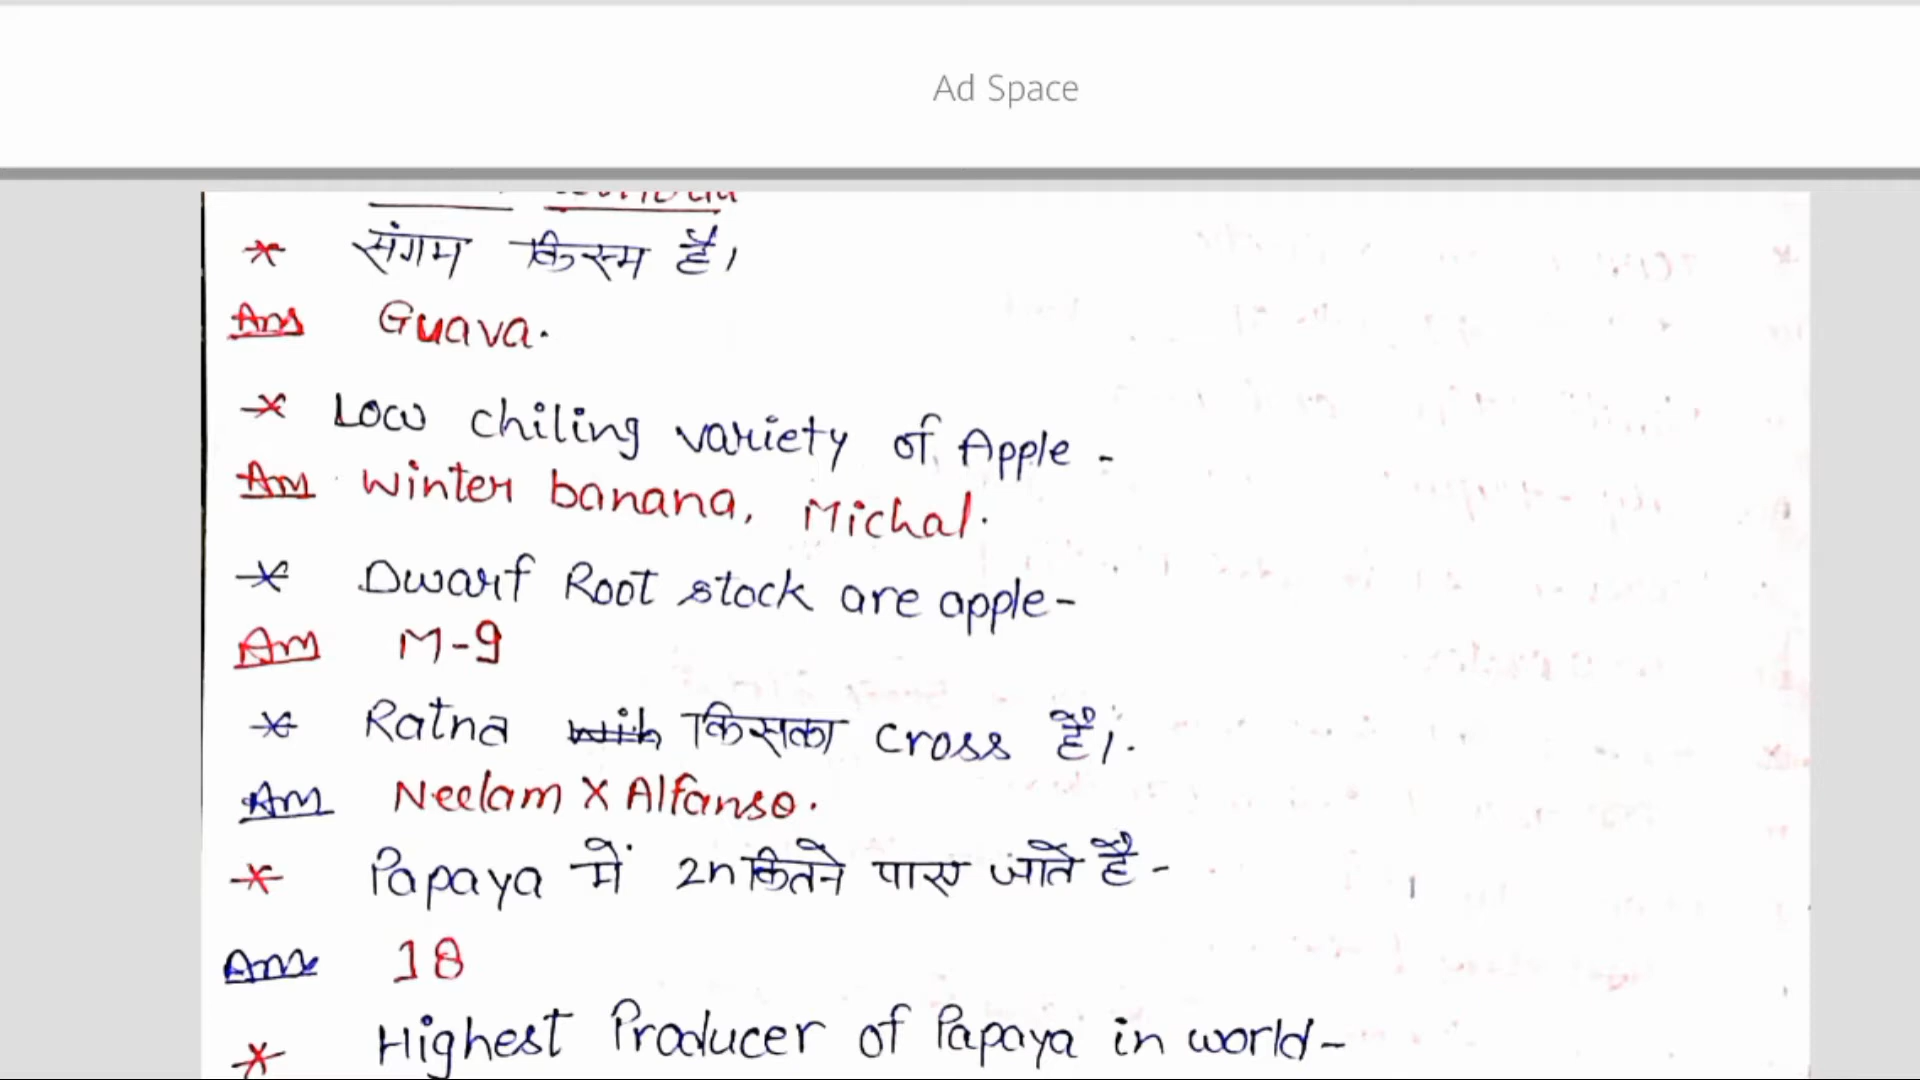 Ad Space
* संगम किस्म है।
Ans Guava.
* Low chiling variety of Apple -
Ans Winter banana, Michal.
* Dwarf Root stock are apple-
Ans M-9
* Ratna किसका cross हैं।.
Ans Neelam X Alfanso.
* Papaya में 2n कितने पाए जाते है -
Ans 18
* Highest Producer of Papaya in world-